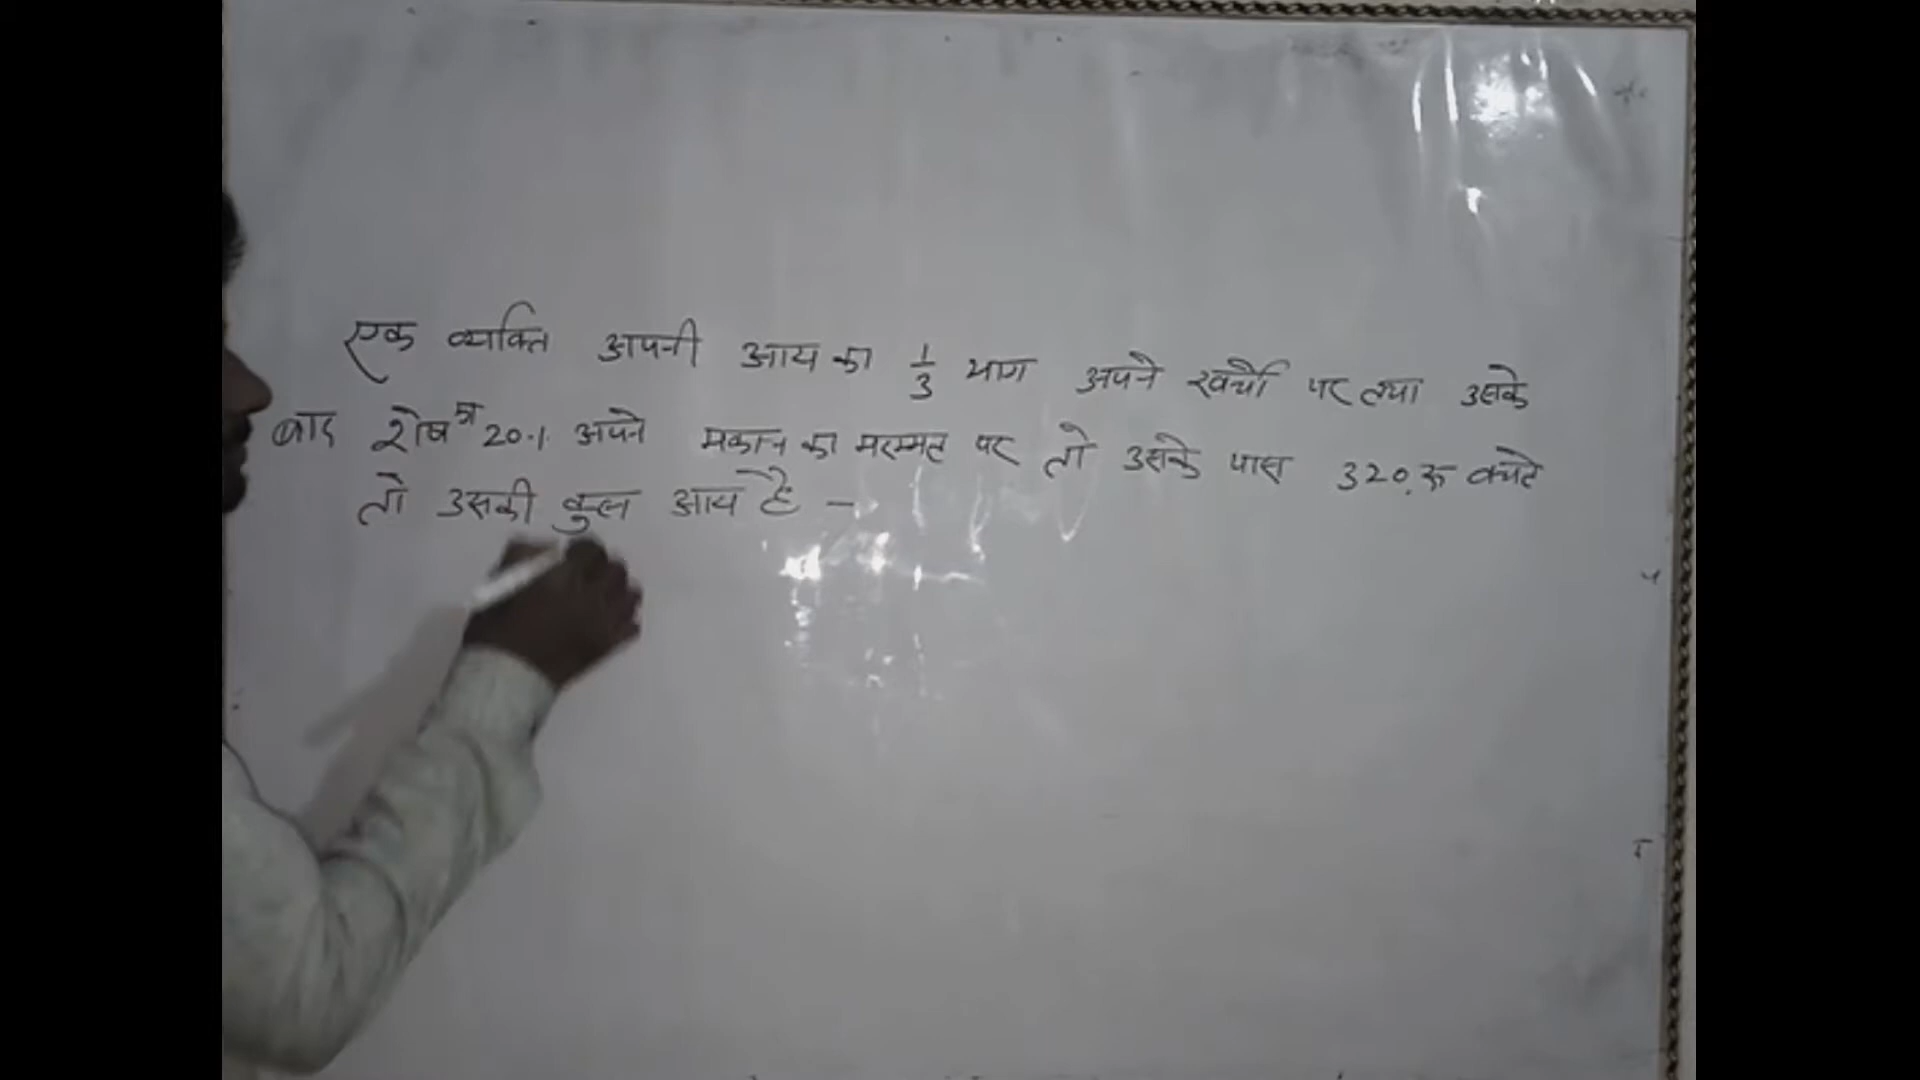 एक व्यक्ति अपनी आय का 1/3 भाग अपने खर्चो पर तथा उसके
बाद शेष का 20% अपने मकान का मरम्मत पर तो उसके पास 320 रू बचते
तो उसकी कुल आय है –